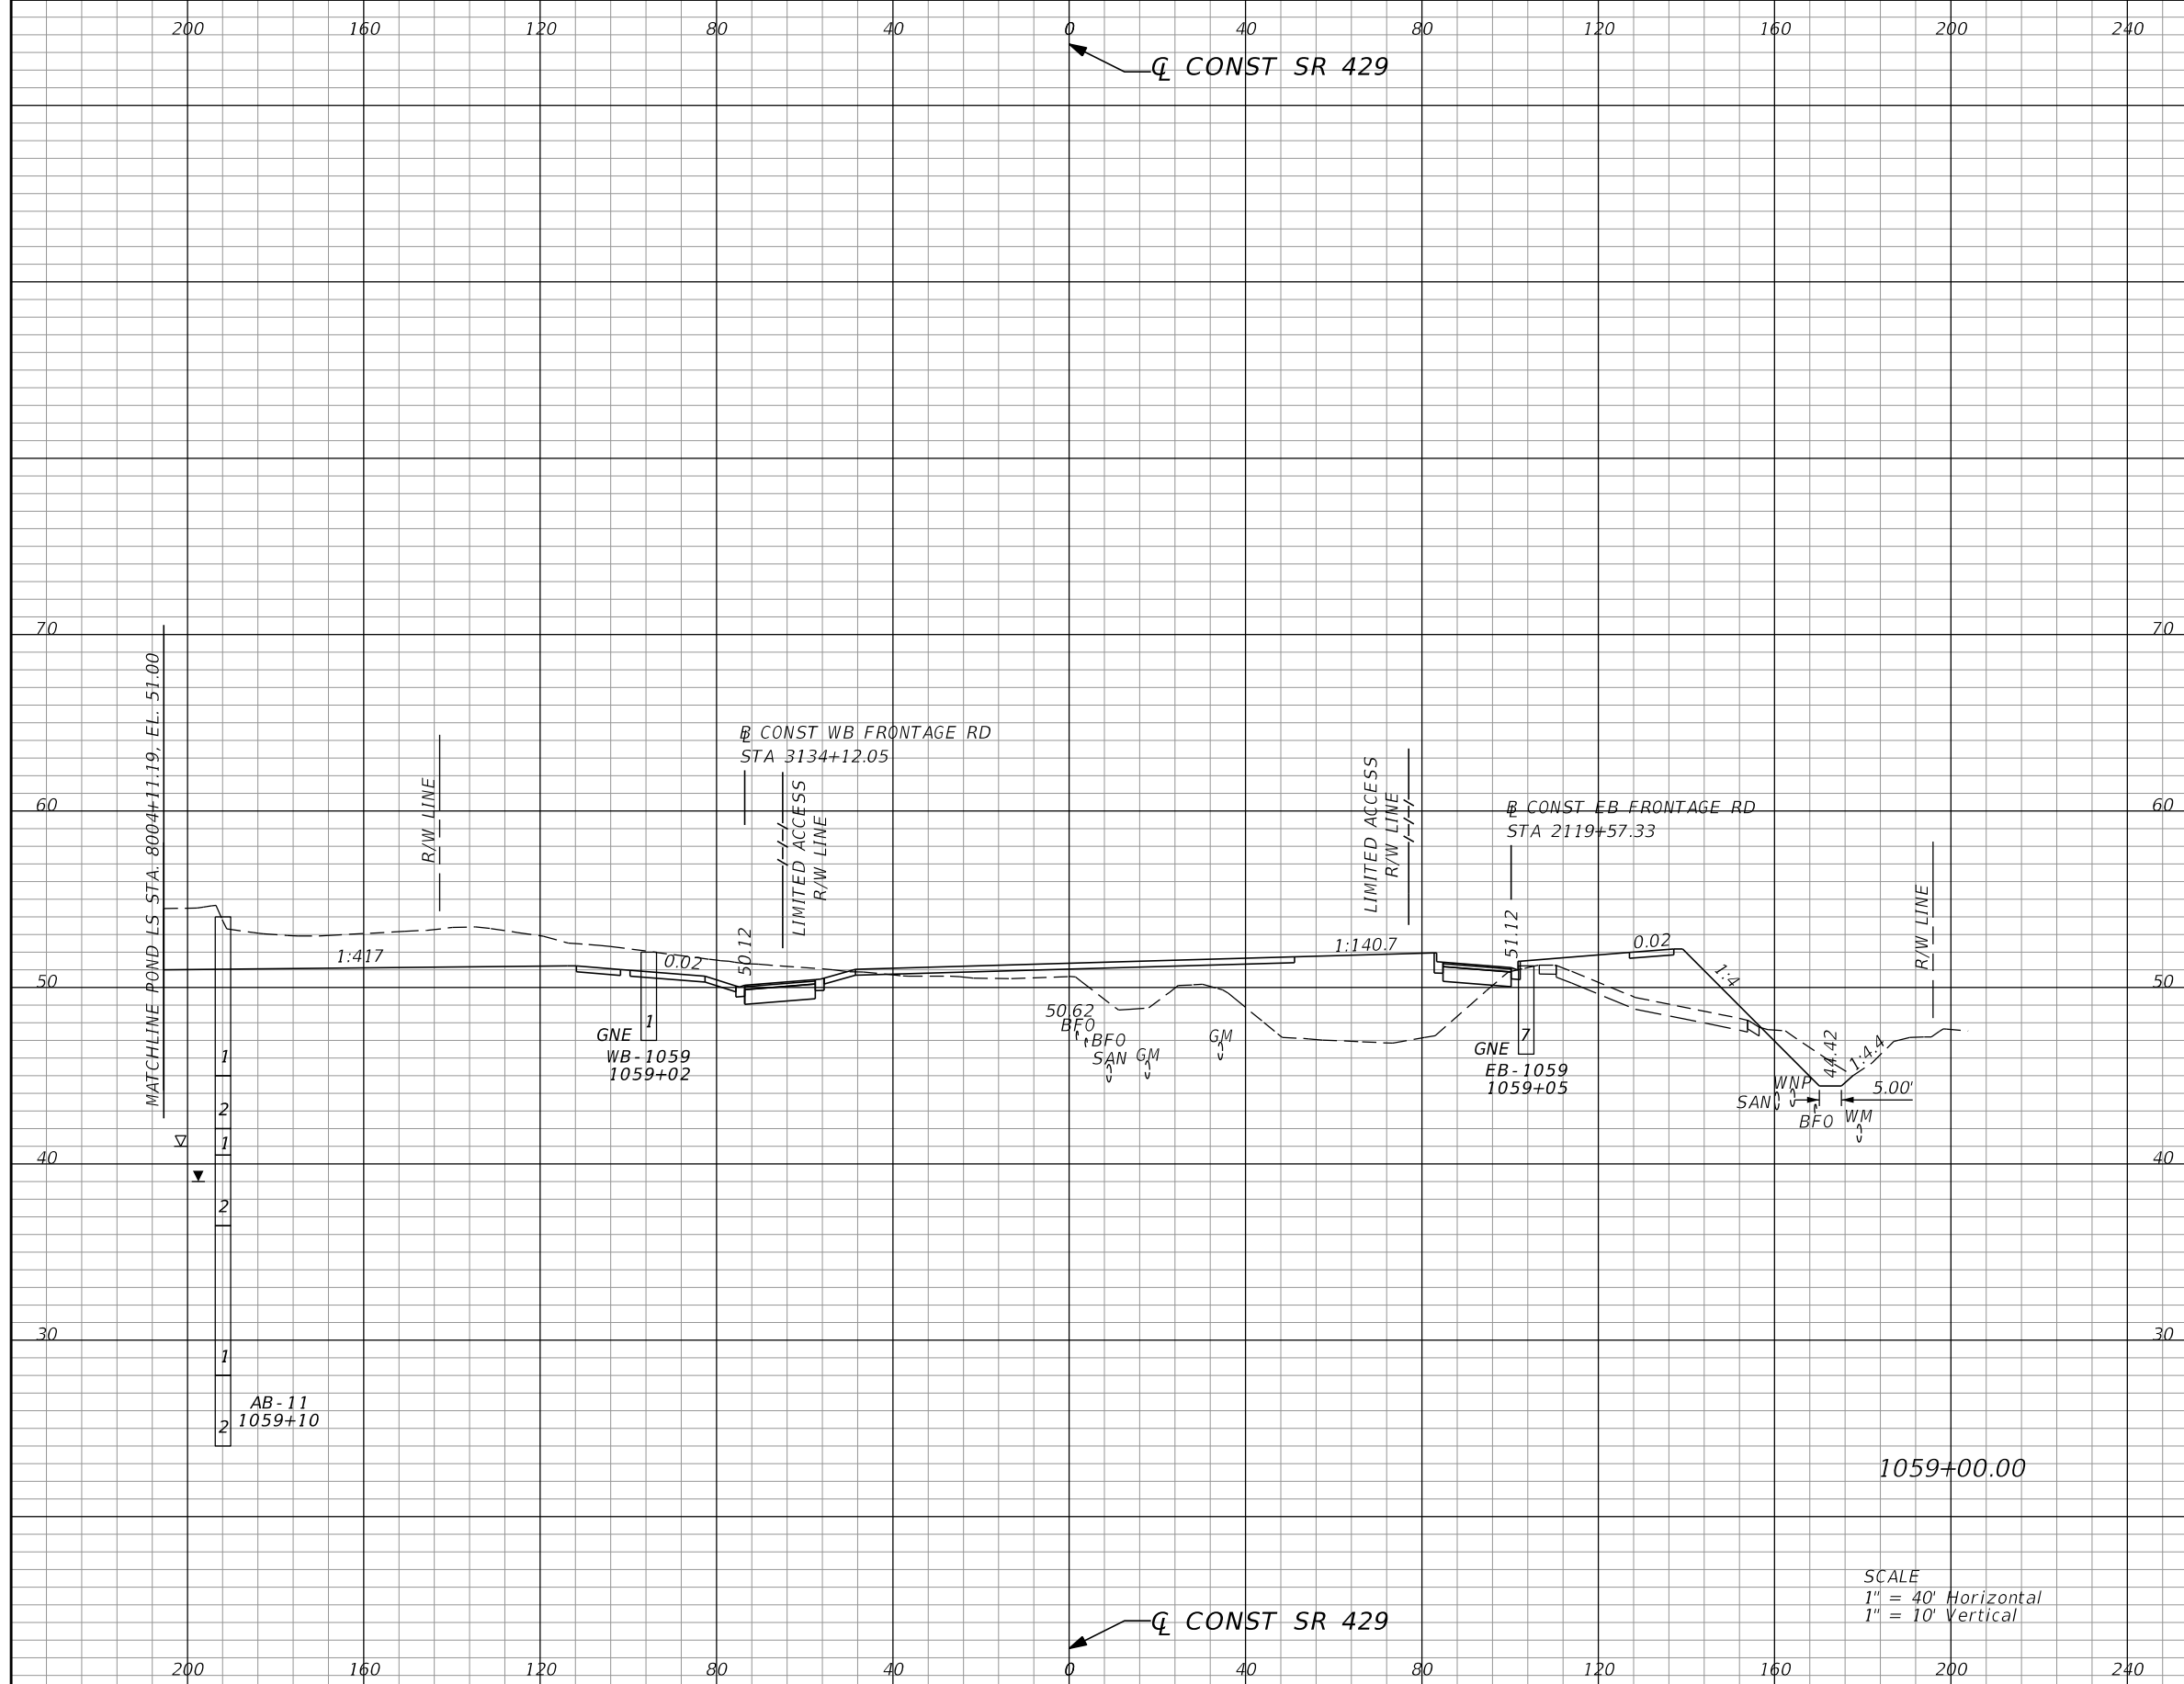 200 160 120 80 40 0 40 80 120 160 200 240
℄ CONST SR 429
70 70
MATCHLINE POND LS STA. 8004+11.19, EL. 51.00
R/W LINE
B̲L CONST WB FRONTAGE RD
STA 3134+12.05
LIMITED ACCESS
R/W LINE
LIMITED ACCESS
R/W LINE
B̲L CONST EB FRONTAGE RD
STA 2119+57.33
R/W LINE
60 60
1:417
0.02
50.12
1:140.7
51.12
0.02
1:4
50 50
50.62
BFO
BFO
SAN
GM
GM
GNE
1
WB-1059
1059+02
GNE
7
EB-1059
1059+05
44.42
1:4.4
WNP
SAN
BFO
WM
5.00'
1
2
1
40 40
2
30 30
1
2
AB-11
1059+10
1059+00.00
SCALE
1" = 40' Horizontal
1" = 10' Vertical
℄ CONST SR 429
200 160 120 80 40 0 40 80 120 160 200 240